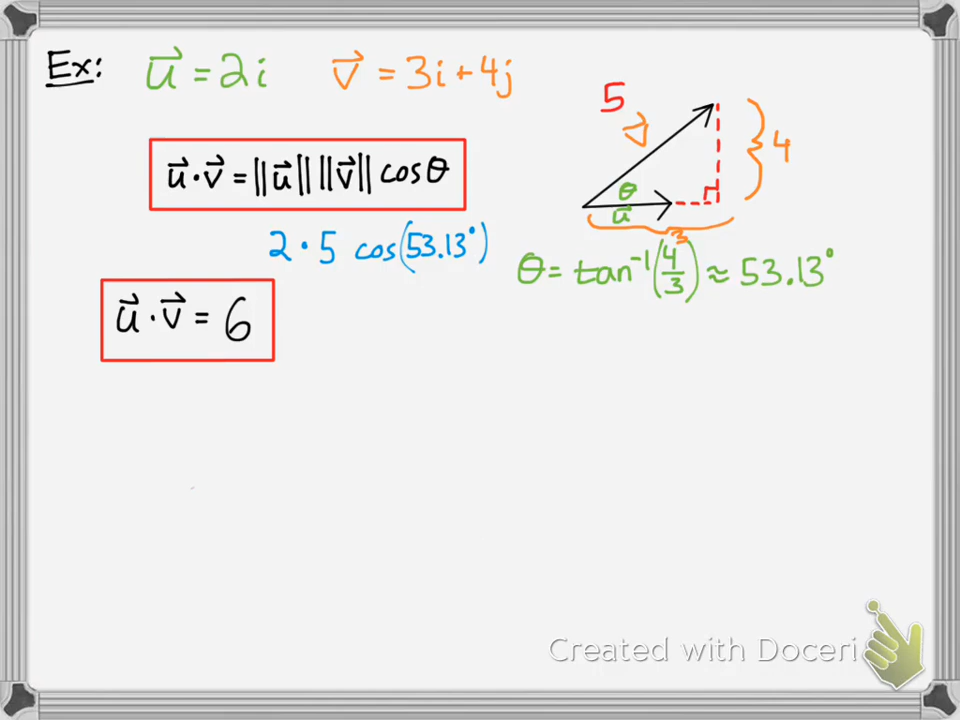 Ex: u⃗ = 2i v⃗ = 3i + 4j
5
v⃗
4
θ
u⃗
3
u⃗ · v⃗ = ||u⃗|| ||v⃗|| cosθ
2 · 5 cos(53.13°)
θ = tan⁻¹(4/3) ≈ 53.13°
u⃗ · v⃗ = 6
Created with Doceri